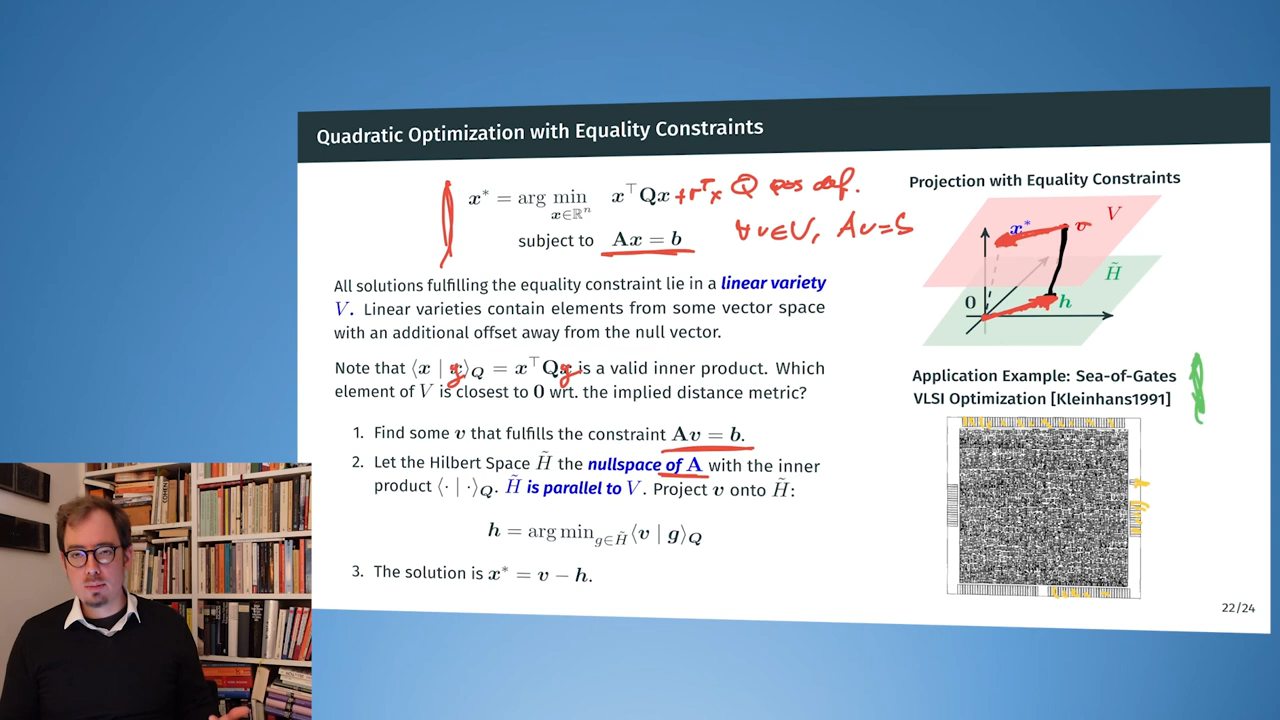 Quadratic Optimization with Equality Constraints
x* = arg min x∈ℝⁿ x⊤Qx +r⊤x Q pos def.
subject to Ax = b ∀v∈V, Av=b
All solutions fulfilling the equality constraint lie in a linear variety
V. Linear varieties contain elements from some vector space
with an additional offset away from the null vector.
Note that ⟨x | y⟩Q = x⊤Qy is a valid inner product. Which
element of V is closest to 0 wrt. the implied distance metric?
1. Find some v that fulfills the constraint Av = b.
2. Let the Hilbert Space H̃ the nullspace of A with the inner
product ⟨· | ·⟩Q. H̃ is parallel to V. Project v onto H̃:
h = arg min g∈H̃ ⟨v | g⟩Q
3. The solution is x* = v − h.
Projection with Equality Constraints
V
x* v
H̃
0 h
Application Example: Sea-of-Gates
VLSI Optimization [Kleinhans1991]
22/24